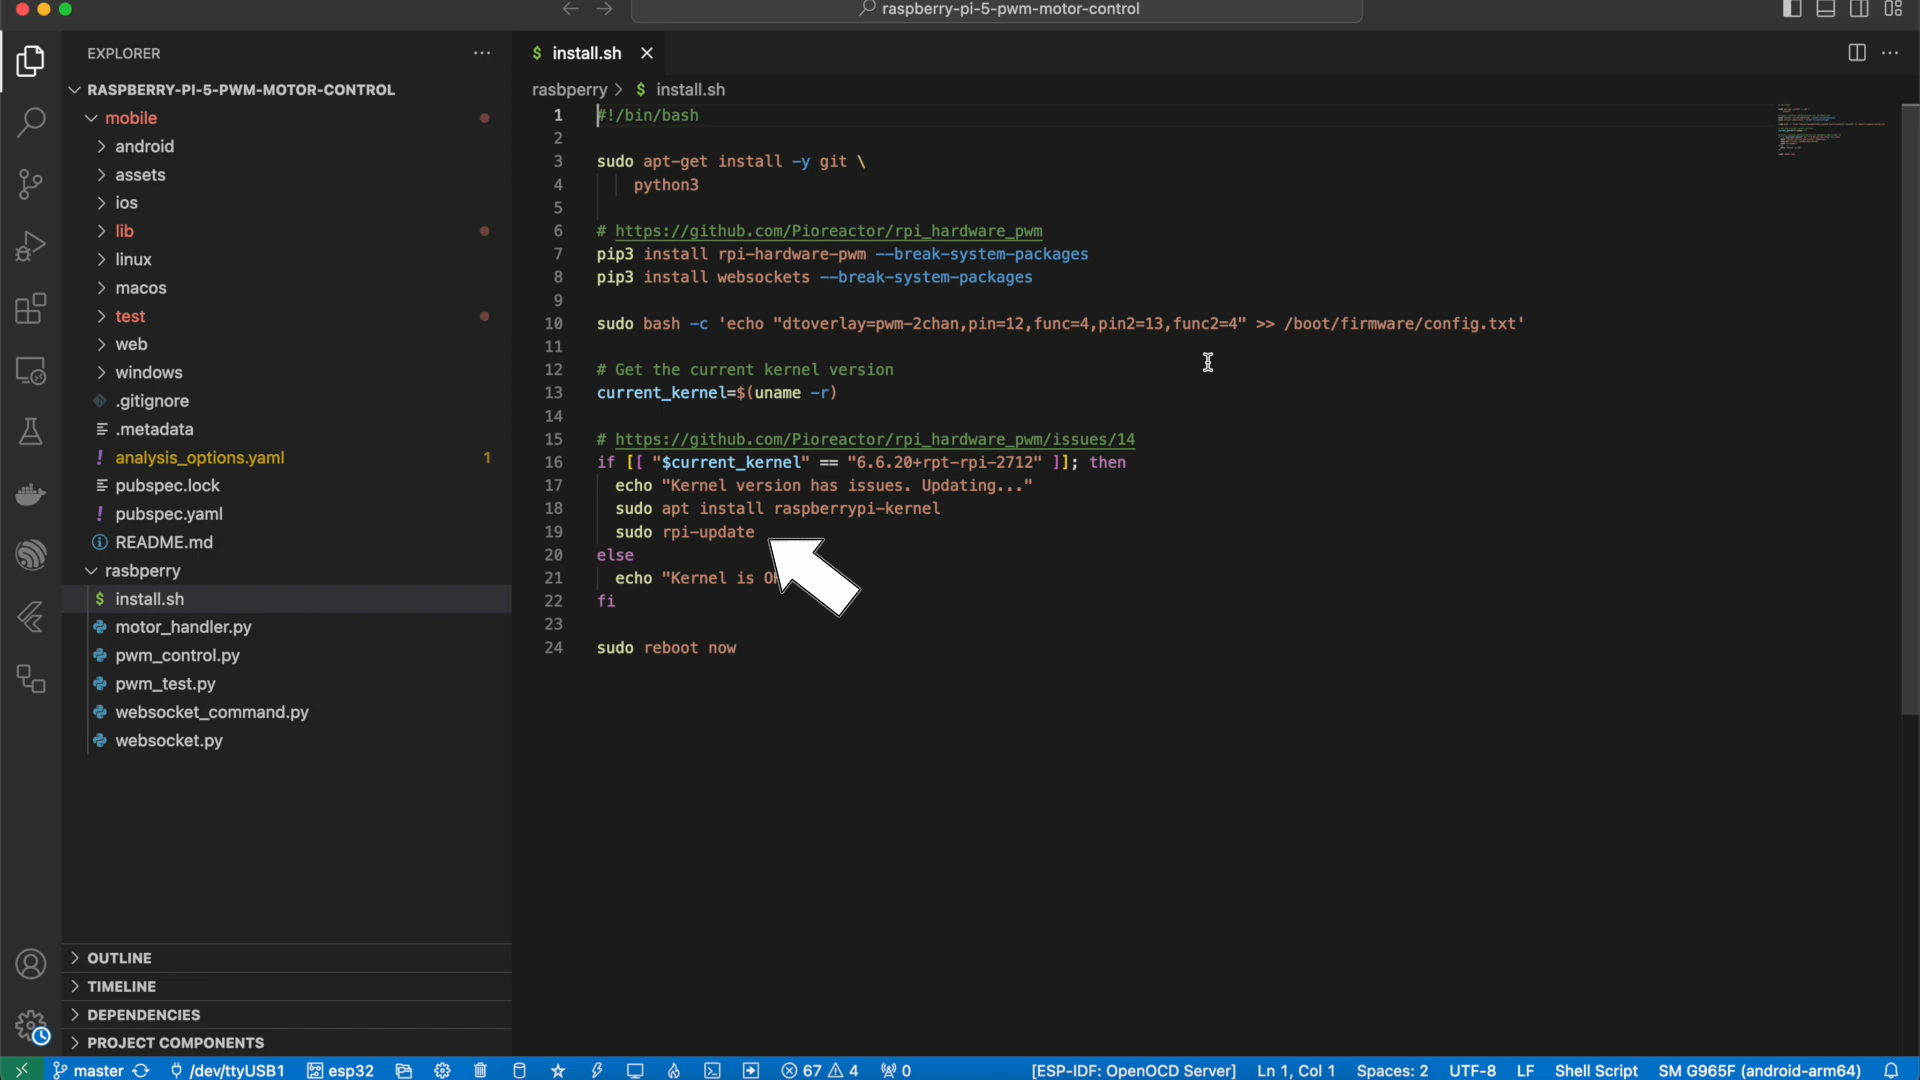 raspberry-pi-5-pwm-motor-control
EXPLORER
RASPBERRY-PI-5-PWM-MOTOR-CONTROL
mobile
android
assets
ios
lib
linux
macos
test
web
windows
.gitignore
.metadata
! analysis_options.yaml 1
pubspec.lock
! pubspec.yaml
README.md
rasbperry
$ install.sh
motor_handler.py
pwm_control.py
pwm_test.py
websocket_command.py
websocket.py
OUTLINE
TIMELINE
DEPENDENCIES
PROJECT COMPONENTS
$ install.sh
rasbperry > $ install.sh
1 #!/bin/bash
2
3 sudo apt-get install -y git \
4 python3
5
6 # https://github.com/Pioreactor/rpi_hardware_pwm
7 pip3 install rpi-hardware-pwm --break-system-packages
8 pip3 install websockets --break-system-packages
9
10 sudo bash -c 'echo "dtoverlay=pwm-2chan,pin=12,func=4,pin2=13,func2=4" >> /boot/firmware/config.txt'
11
12 # Get the current kernel version
13 current_kernel=$(uname -r)
14
15 # https://github.com/Pioreactor/rpi_hardware_pwm/issues/14
16 if [[ "$current_kernel" == "6.6.20+rpt-rpi-2712" ]]; then
17 echo "Kernel version has issues. Updating..."
18 sudo apt install raspberrypi-kernel
19 sudo rpi-update
20 else
21 echo "Kernel is
22 fi
23
24 sudo reboot now
master /dev/ttyUSB1 esp32 67 4 0 [ESP-IDF: OpenOCD Server] Ln 1, Col 1 Spaces: 2 UTF-8 LF Shell Script SM G965F (android-arm64)